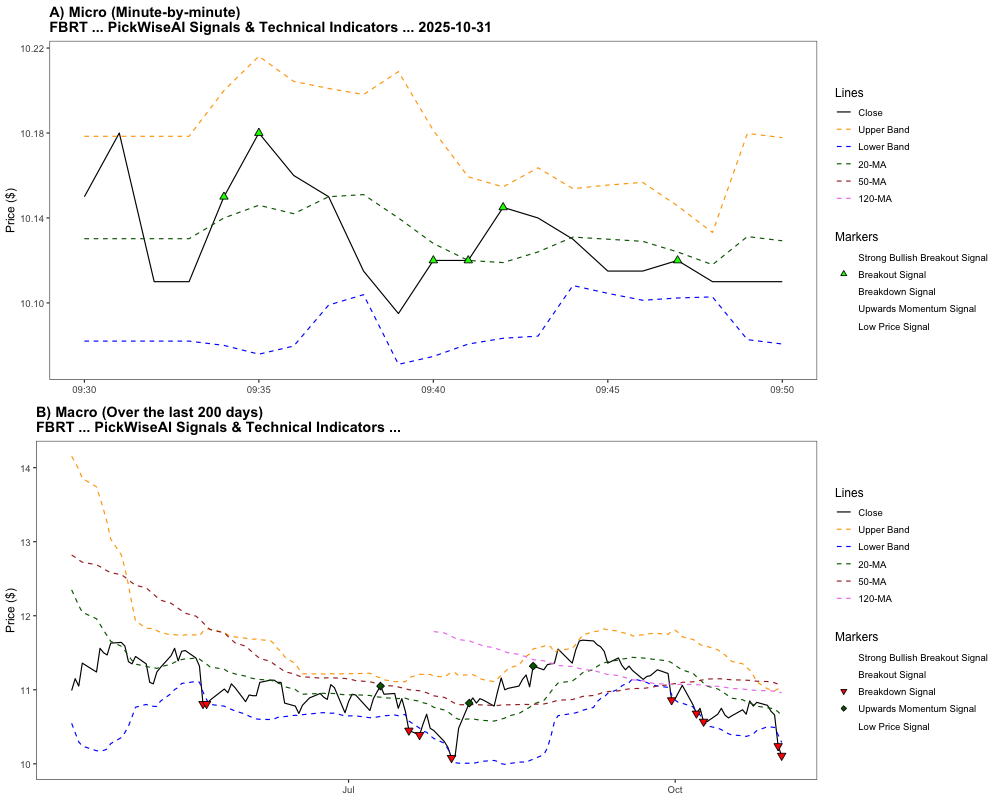 A) Micro (Minute-by-minute)
FBRT ... PickWiseAI Signals & Technical Indicators ... 2025-10-31
10.22
10.18
10.14
10.10
Price ($)
09:30
09:35
09:40
09:45
09:50
Lines
Close
Upper Band
Lower Band
20-MA
50-MA
120-MA
Markers
Strong Bullish Breakout Signal
Breakout Signal
Breakdown Signal
Upwards Momentum Signal
Low Price Signal
B) Macro (Over the last 200 days)
FBRT ... PickWiseAI Signals & Technical Indicators ...
14
13
12
11
10
Price ($)
Jul
Oct
Lines
Close
Upper Band
Lower Band
20-MA
50-MA
120-MA
Markers
Strong Bullish Breakout Signal
Breakout Signal
Breakdown Signal
Upwards Momentum Signal
Low Price Signal